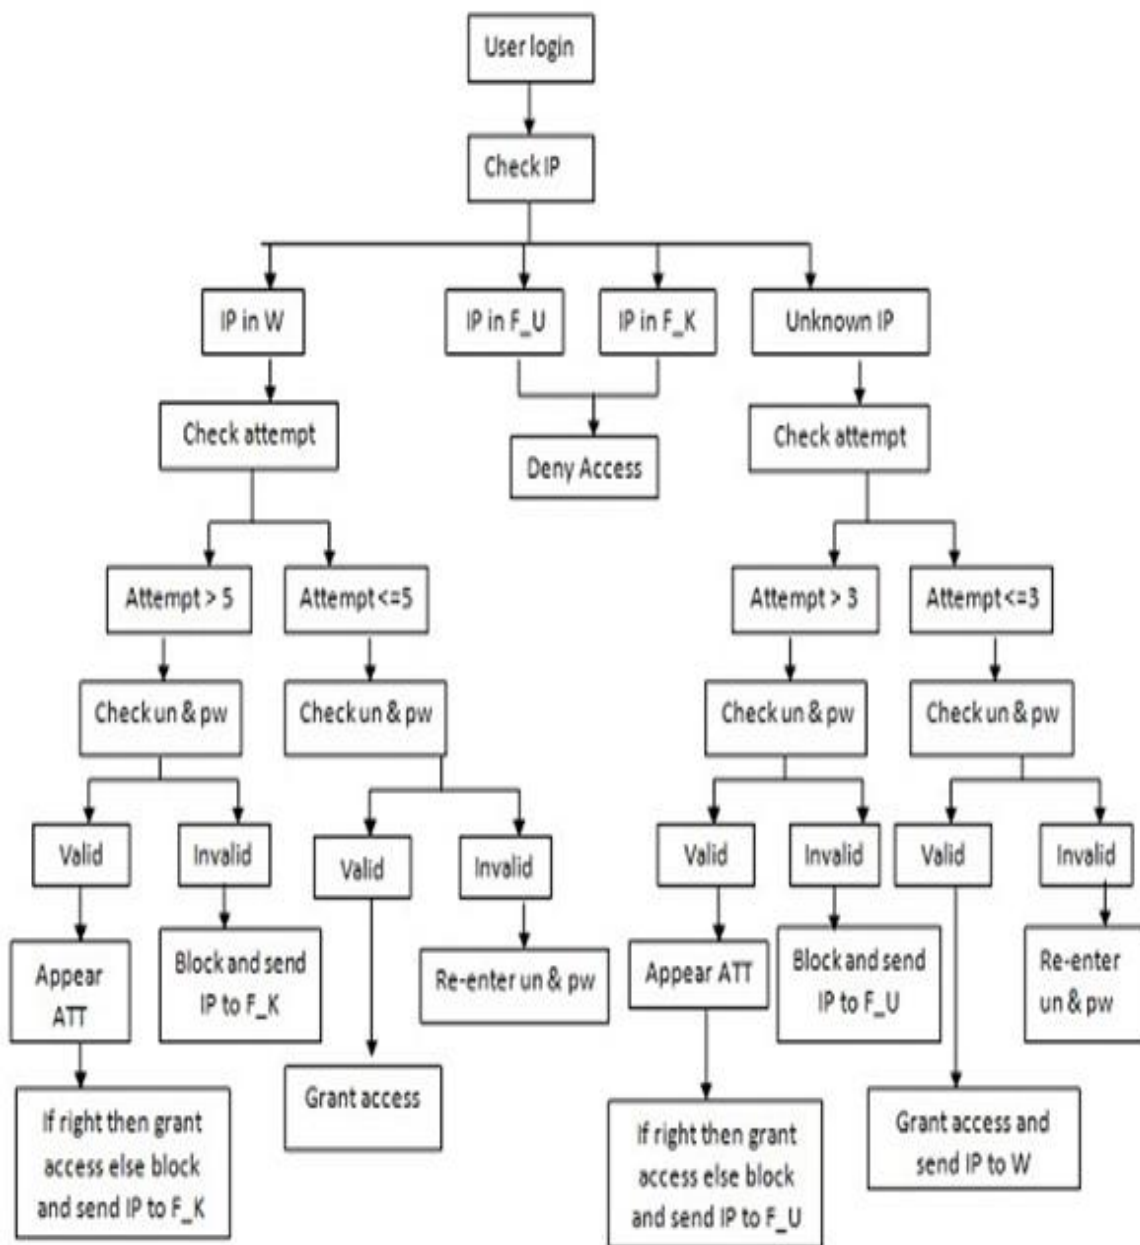 User login
Check IP
IP in W
IP in F_U
IP in F_K
Unknown IP
Check attempt
Deny Access
Check attempt
Attempt > 5
Attempt <=5
Attempt > 3
Attempt <=3
Check un & pw
Check un & pw
Check un & pw
Check un & pw
Valid
Invalid
Valid
Invalid
Valid
Invalid
Valid
Invalid
Appear
ATT
Block and send
IP to F_K
Re-enter un & pw
Appear ATT
Block and send
IP to F_U
Re-enter
un & pw
If right then grant
access else block
and send IP to F_K
Grant access
If right then grant
access else block
and send IP to F_U
Grant access and
send IP to W